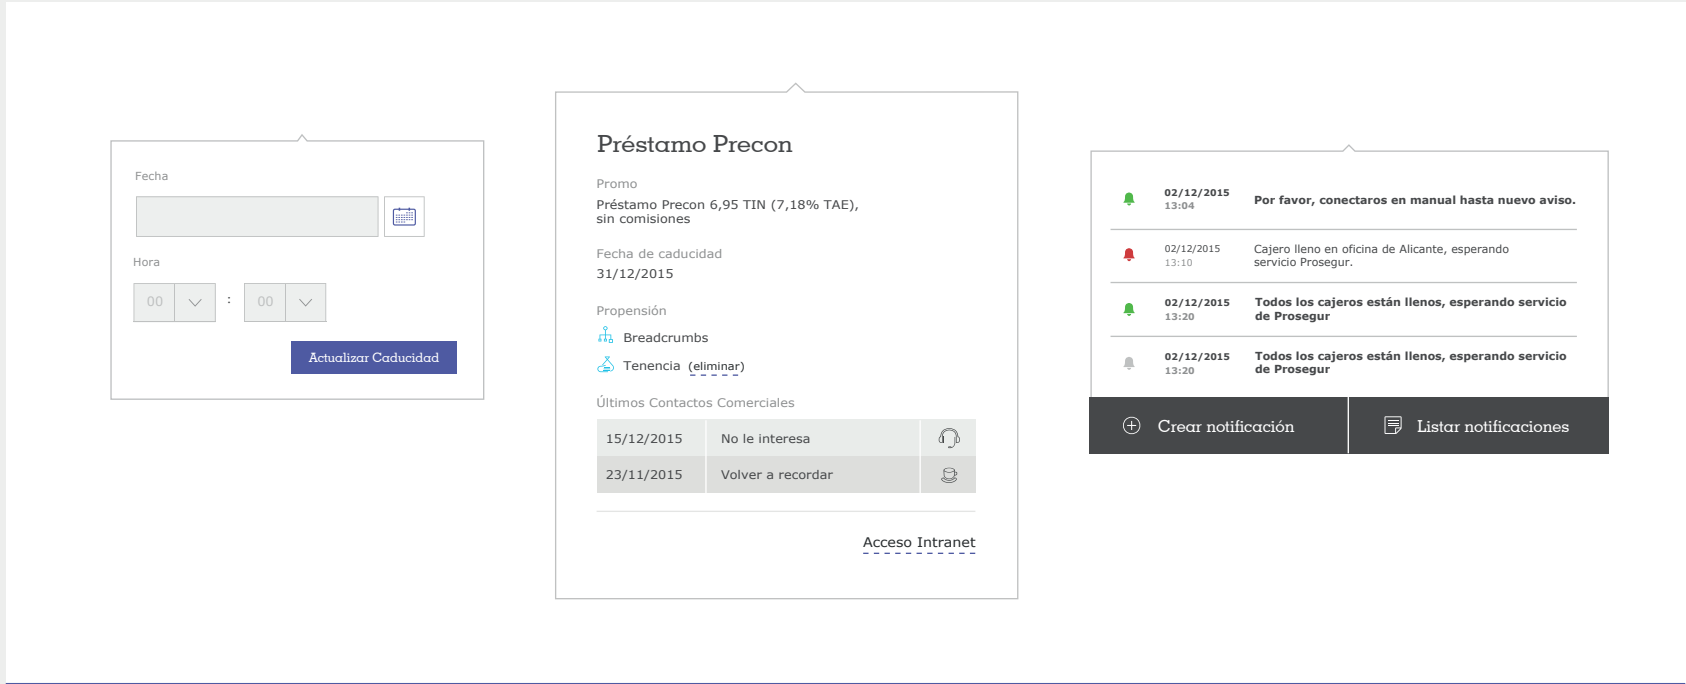 Fecha
Hora
00
:
00
Actualizar Caducidad
Préstamo Precon
Promo
Préstamo Precon 6,95 TIN (7,18% TAE),
sin comisiones
Fecha de caducidad
31/12/2015
Propensión
Breadcrumbs
Tenencia (eliminar)
Últimos Contactos Comerciales
15/12/2015 No le interesa
23/11/2015 Volver a recordar
Acceso Intranet
02/12/2015
13:04
Por favor, conectaros en manual hasta nuevo aviso.
02/12/2015
13:10
Cajero lleno en oficina de Alicante, esperando
servicio Prosegur.
02/12/2015
13:20
Todos los cajeros están llenos, esperando servicio
de Prosegur
02/12/2015
13:20
Todos los cajeros están llenos, esperando servicio
de Prosegur
Crear notificación
Listar notificaciones